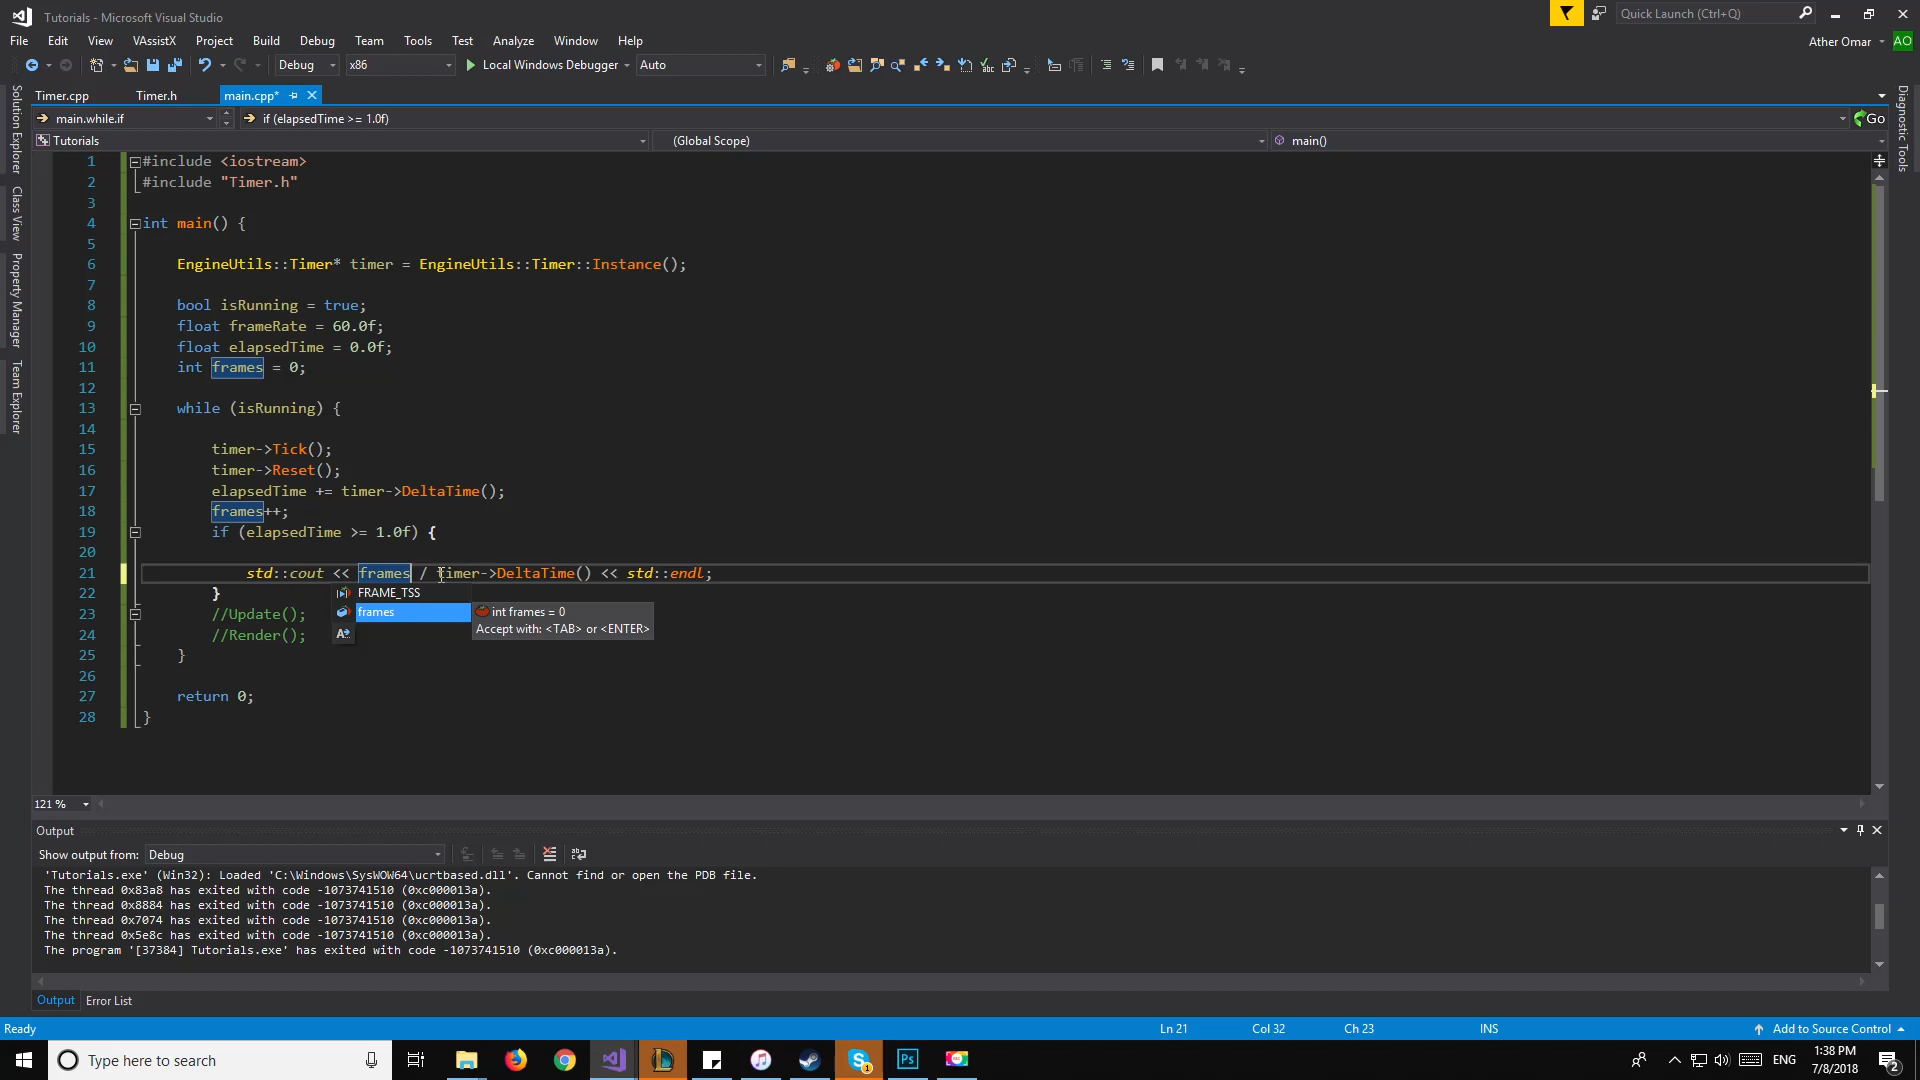 Tutorials - Microsoft Visual Studio
Quick Launch (Ctrl+Q)
File Edit View VAssistX Project Build Debug Team Tools Test Analyze Window Help
Ather Omar AO
Debug x86 Local Windows Debugger Auto
Timer.cpp Timer.h main.cpp*
main.while.if if (elapsedTime >= 1.0f) Go
Tutorials (Global Scope) main()
Solution Explorer
Class View
Property Manager
Team Explorer
Diagnostic Tools
1 #include <iostream>
2 #include "Timer.h"
3
4 int main() {
5
6 EngineUtils::Timer* timer = EngineUtils::Timer::Instance();
7
8 bool isRunning = true;
9 float frameRate = 60.0f;
10 float elapsedTime = 0.0f;
11 int frames = 0;
12
13 while (isRunning) {
14
15 timer->Tick();
16 timer->Reset();
17 elapsedTime += timer->DeltaTime();
18 frames++;
19 if (elapsedTime >= 1.0f) {
20
21 std::cout << frames / timer->DeltaTime() << std::endl;
22 }
23 //Update();
24 //Render();
25 }
26
27 return 0;
28 }
FRAME_TSS
frames
int frames = 0
Accept with: <TAB> or <ENTER>
121 %
Output
Show output from: Debug
'Tutorials.exe' (Win32): Loaded 'C:\Windows\SysWOW64\ucrtbased.dll'. Cannot find or open the PDB file.
The thread 0x83a8 has exited with code -1073741510 (0xc000013a).
The thread 0x8884 has exited with code -1073741510 (0xc000013a).
The thread 0x7074 has exited with code -1073741510 (0xc000013a).
The thread 0x5e8c has exited with code -1073741510 (0xc000013a).
The program '[37384] Tutorials.exe' has exited with code -1073741510 (0xc000013a).
Output Error List
Ready Ln 21 Col 32 Ch 23 INS Add to Source Control
Type here to search
ENG
1:38 PM
7/8/2018